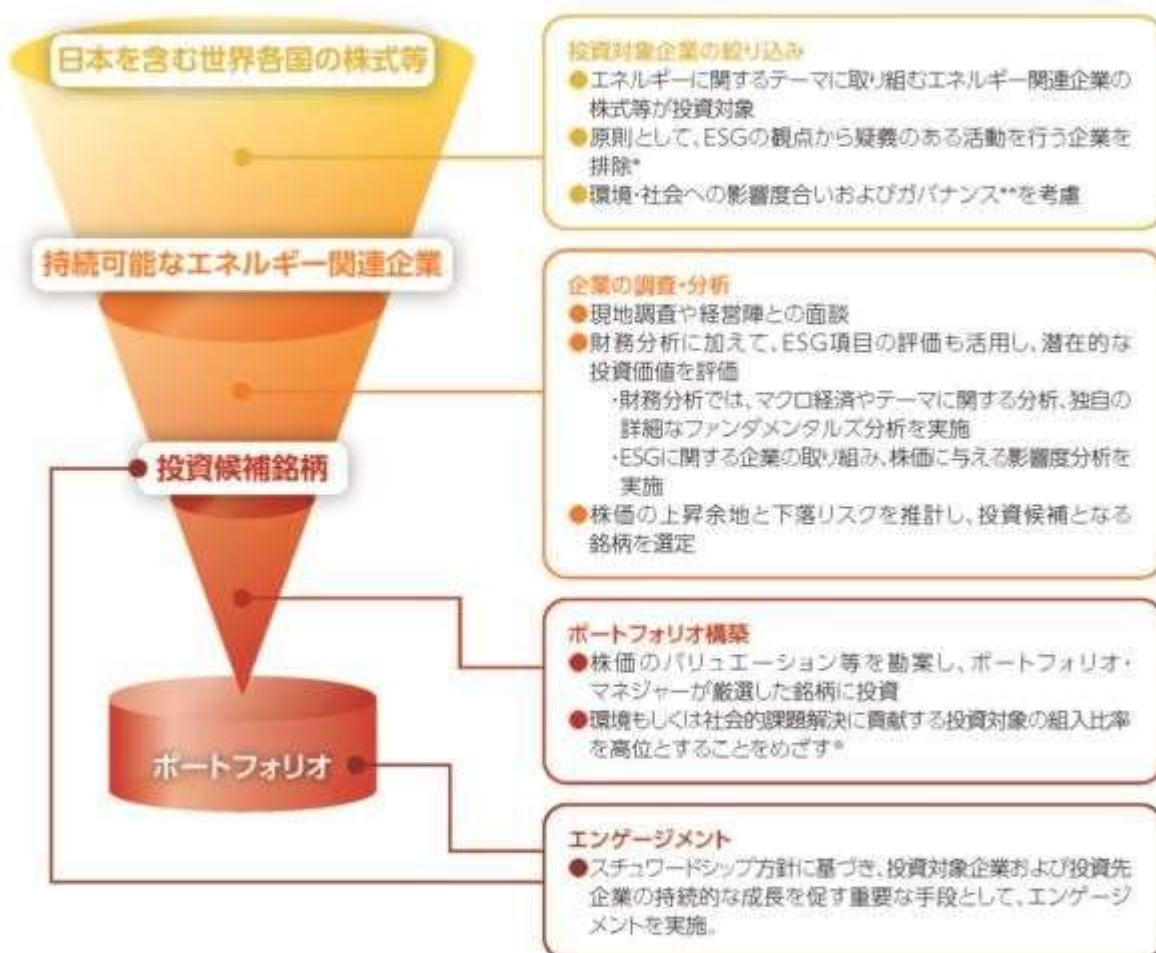 日本を含む世界各国の株式等
投資対象企業の絞り込み
●エネルギーに関するテーマに取り組むエネルギー関連企業の
株式等が投資対象
●原則として、ESGの観点から疑義のある活動を行う企業を
排除*
●環境・社会への影響度合いおよびガバナンス**を考慮
持続可能なエネルギー関連企業
企業の調査・分析
●現地調査や経営陣との面談
●財務分析に加えて、ESG項目の評価も活用し、潜在的な
投資価値を評価
・財務分析では、マクロ経済やテーマに関する分析、独自の
詳細なファンダメンタルズ分析を実施
・ESGに関する企業の取り組み、株価に与える影響度分析を
実施
●株価の上昇余地と下落リスクを推計し、投資候補となる
銘柄を選定
投資候補銘柄
ポートフォリオ構築
●株価のバリュエーション等を勘案し、ポートフォリオ・
マネジャーが厳選した銘柄に投資
●環境もしくは社会的課題解決に貢献する投資対象の組入比率
を高位とすることをめざす*
ポートフォリオ
エンゲージメント
●スチュワードシップ方針に基づき、投資対象企業および投資先
企業の持続的な成長を促す重要な手段として、エンゲージ
メントを実施。